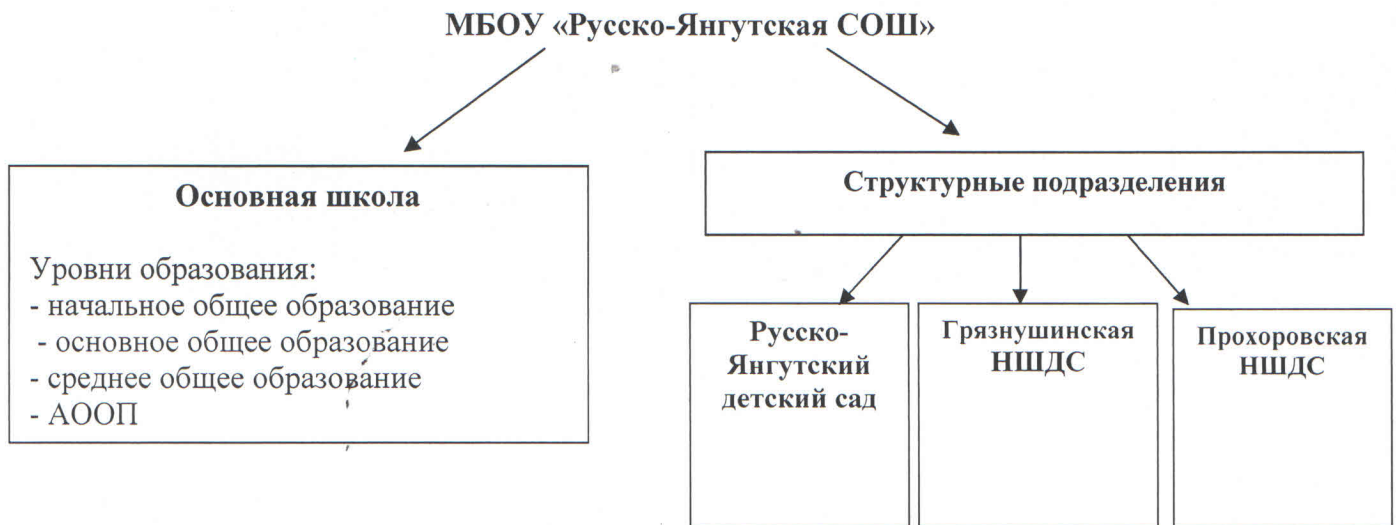 МБОУ «Русско-Янгутская СОШ»
Основная школа
Уровни образования:
- начальное общее образование
- основное общее образование
- среднее общее образование
- АООП
Структурные подразделения
Русско-
Янгутский
детский сад
Грязнушинская
НШДС
Прохоровская
НШДС